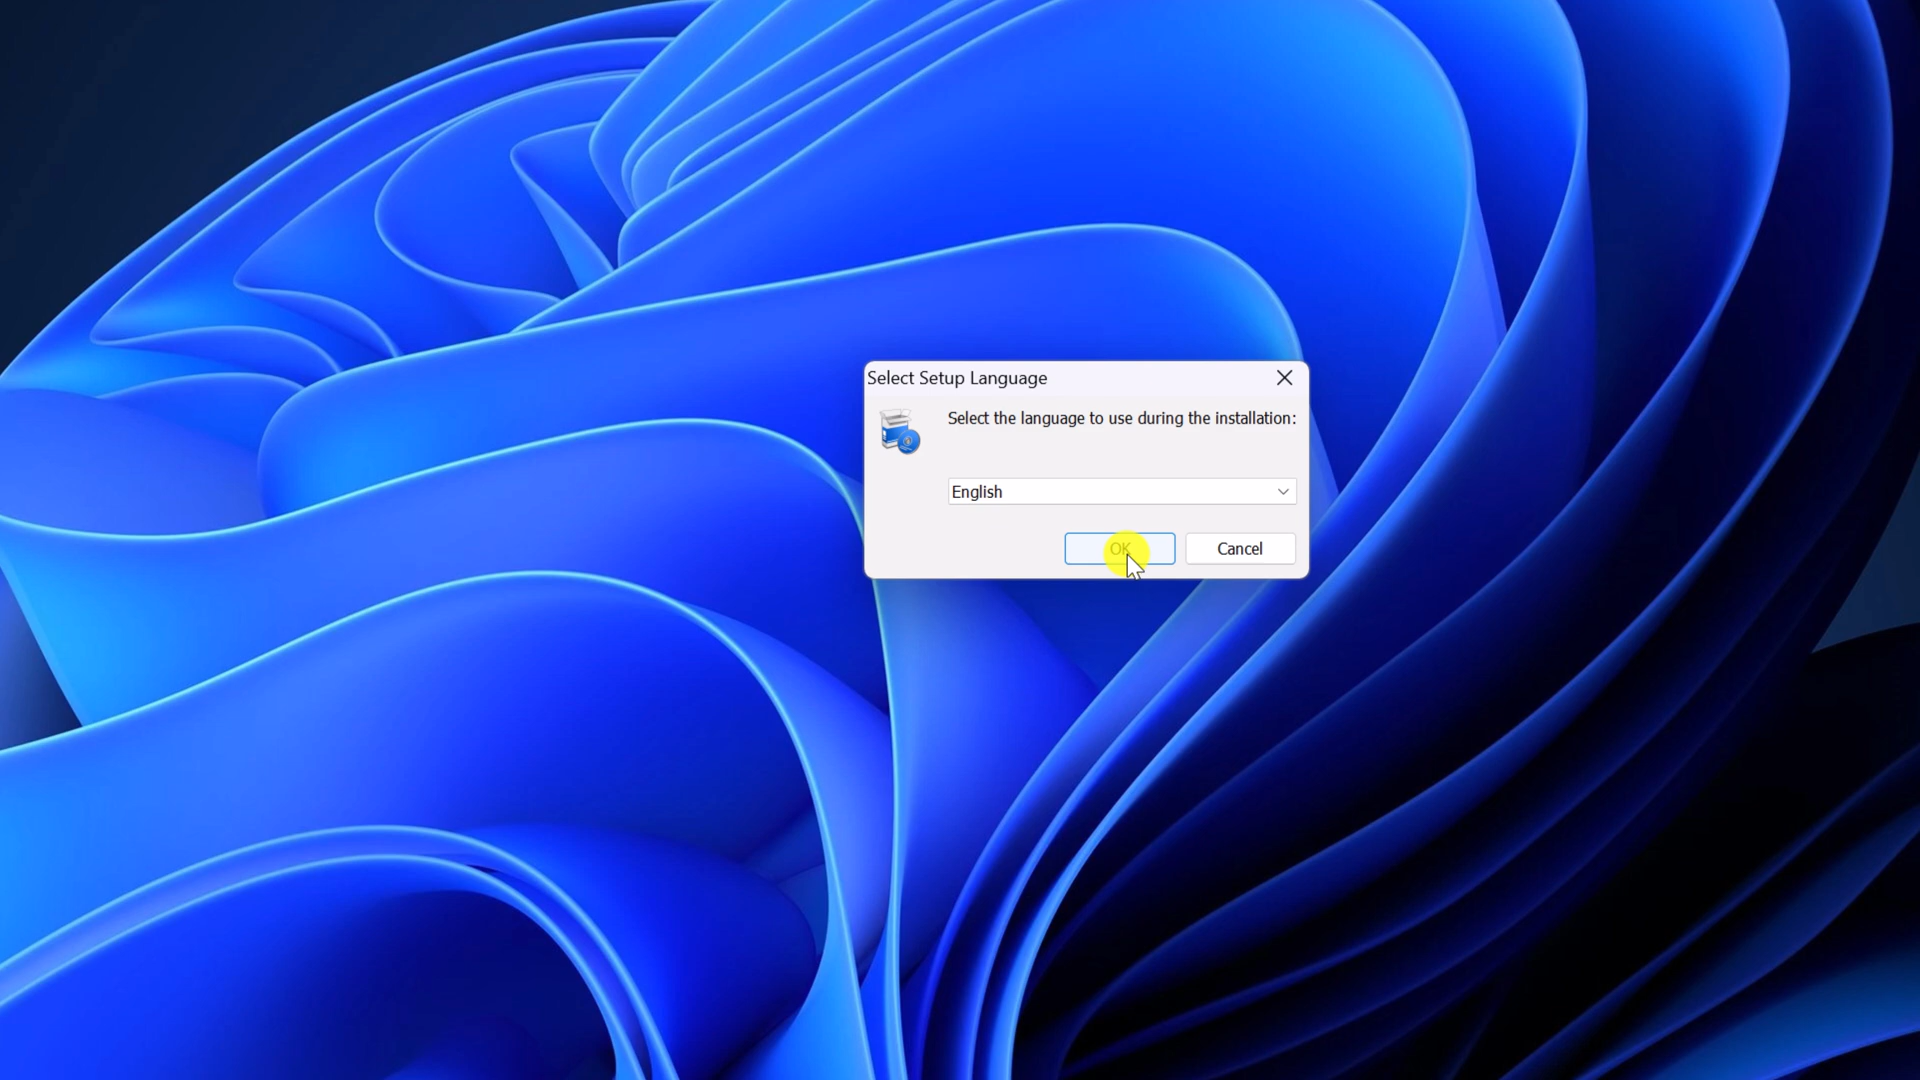 Select Setup Language
Select the language to use during the installation:
English
OK
Cancel